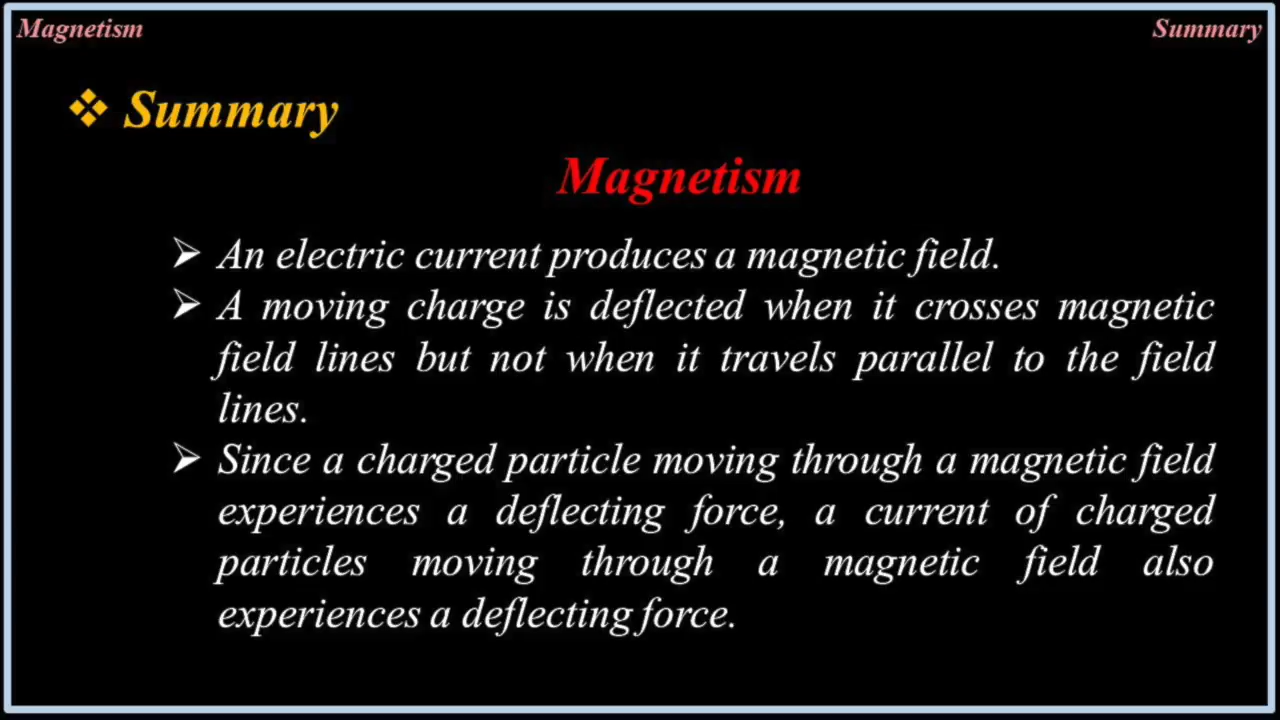 Magnetism
Summary
❖ Summary
Magnetism
➢ An electric current produces a magnetic field.
➢ A moving charge is deflected when it crosses magnetic
field lines but not when it travels parallel to the field
lines.
➢ Since a charged particle moving through a magnetic field
experiences a deflecting force, a current of charged
particles moving through a magnetic field also
experiences a deflecting force.